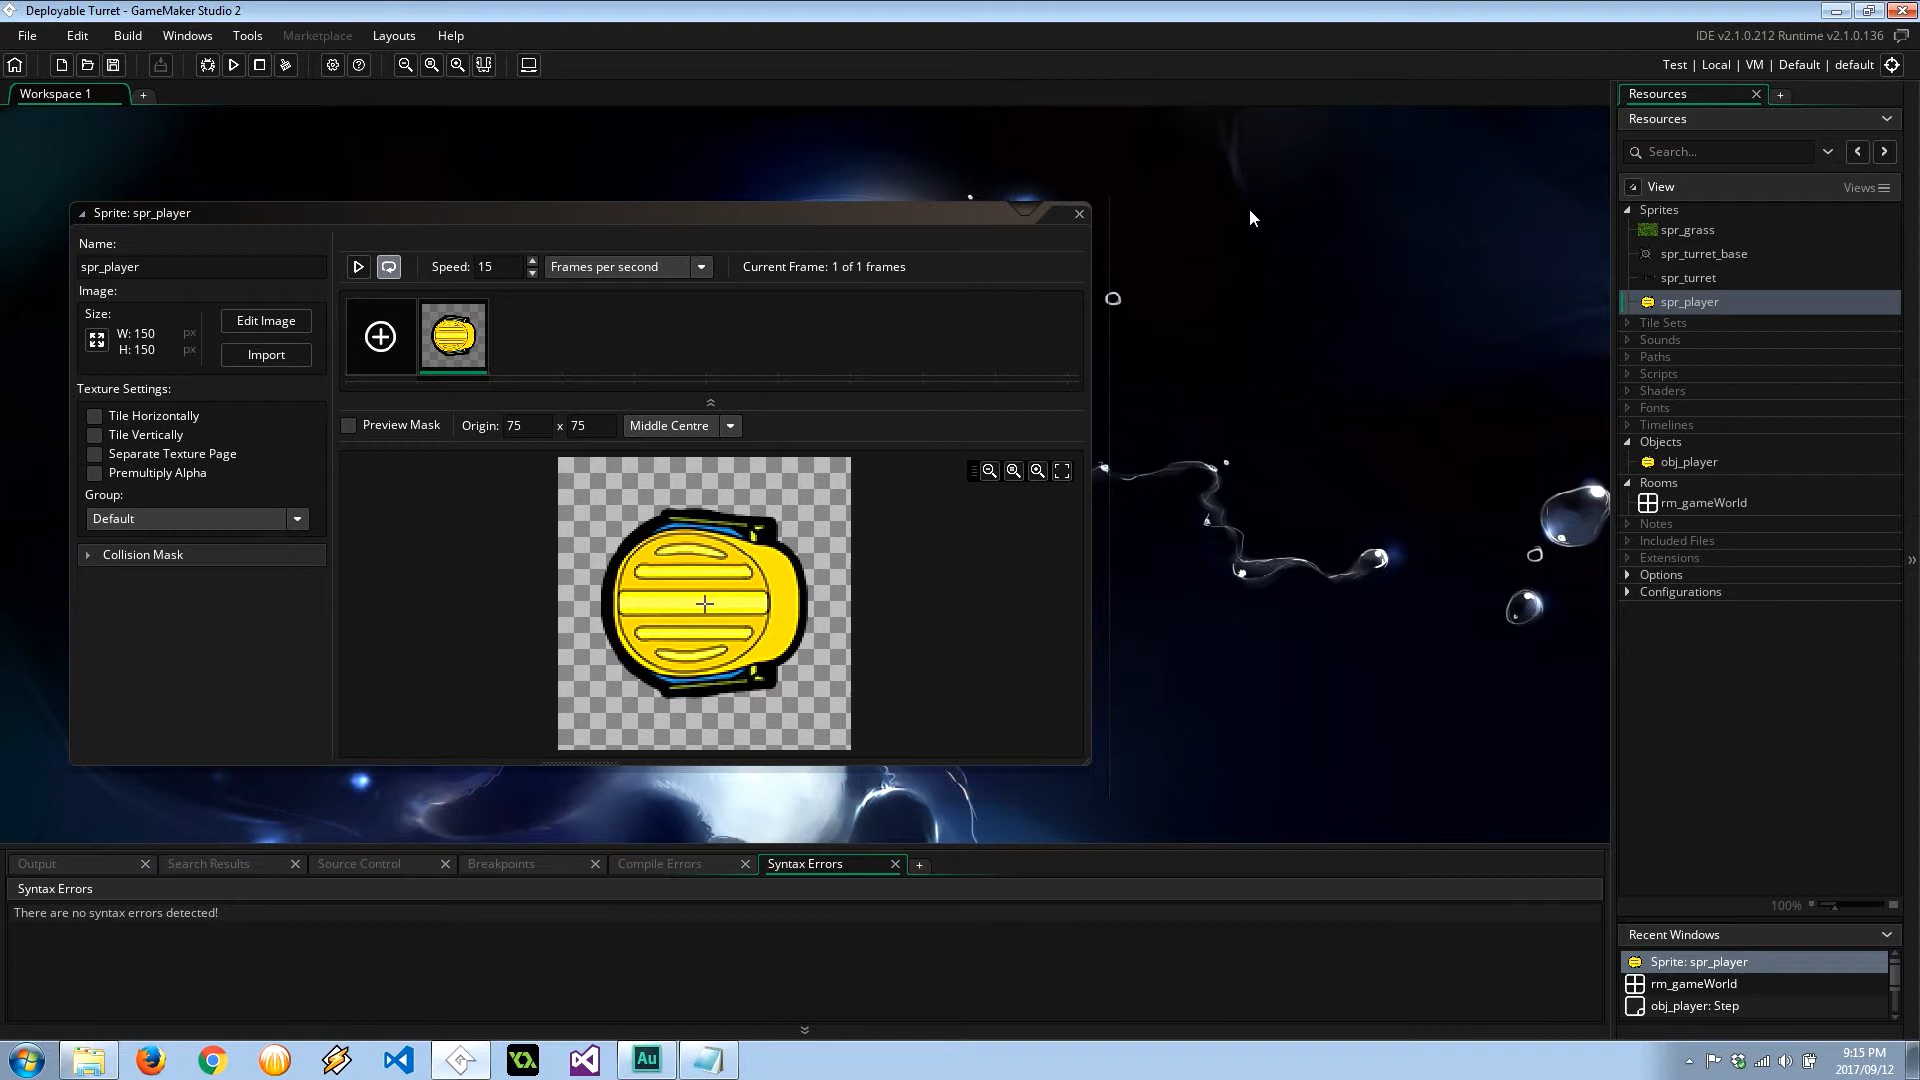 Deployable Turret - GameMaker Studio 2
File Edit Build Windows Tools Marketplace Layouts Help
IDE v2.1.0.212 Runtime v2.1.0.136
Test | Local | VM | Default | default
Workspace 1
Sprite: spr_player
Name:
spr_player
Image:
Size:
W: 150 px
H: 150 px
Edit Image
Import
Texture Settings:
Tile Horizontally
Tile Vertically
Separate Texture Page
Premultiply Alpha
Group:
Default
Collision Mask
Speed: 15 Frames per second Current Frame: 1 of 1 frames
Preview Mask Origin: 75 x 75 Middle Centre
Resources
Resources
Search...
View Views
Sprites
spr_grass
spr_turret_base
spr_turret
spr_player
Tile Sets
Sounds
Paths
Scripts
Shaders
Fonts
Timelines
Objects
obj_player
Rooms
rm_gameWorld
Notes
Included Files
Extensions
Options
Configurations
100%
Recent Windows
Sprite: spr_player
rm_gameWorld
obj_player: Step
Output Search Results Source Control Breakpoints Compile Errors Syntax Errors
Syntax Errors
There are no syntax errors detected!
Au
9:15 PM
2017/09/12